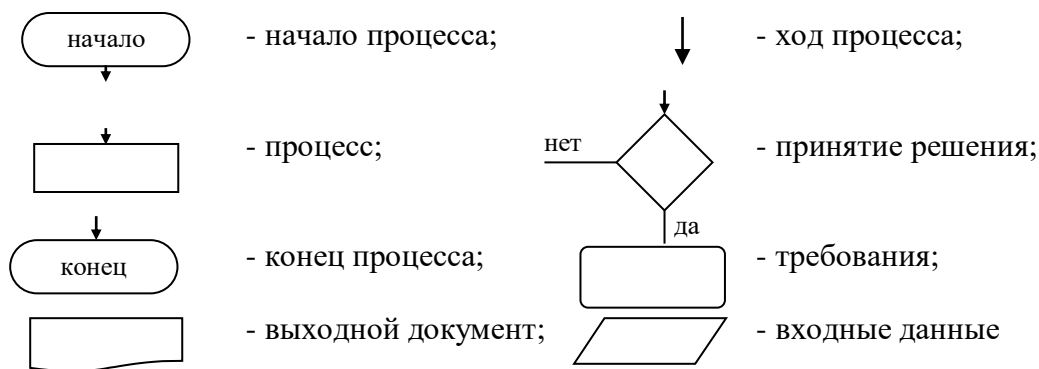 начало - начало процесса; - ход процесса;
нет - процесс; - принятие решения;
да
конец - конец процесса; - требования;
- выходной документ; - входные данные